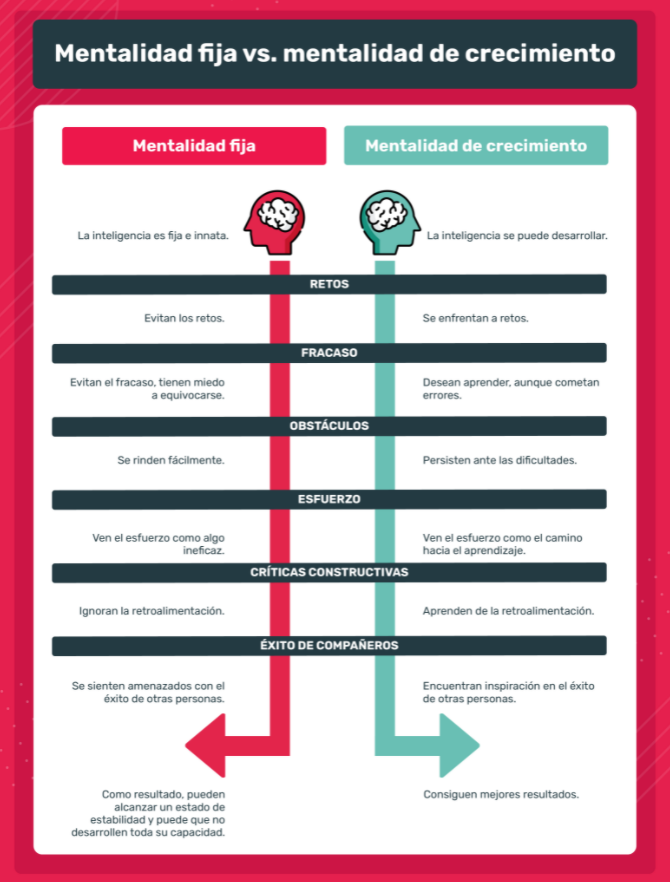 Mentalidad fija vs. mentalidad de crecimiento
Mentalidad fija
Mentalidad de crecimiento
La inteligencia es fija e innata.
La inteligencia se puede desarrollar.
RETOS
Evitan los retos.
Se enfrentan a retos.
FRACASO
Evitan el fracaso, tienen miedo
a equivocarse.
Desean aprender, aunque cometan
errores.
OBSTÁCULOS
Se rinden fácilmente.
Persisten ante las dificultades.
ESFUERZO
Ven el esfuerzo como algo
ineficaz.
Ven el esfuerzo como el camino
hacia el aprendizaje.
CRÍTICAS CONSTRUCTIVAS
Ignoran la retroalimentación.
Aprenden de la retroalimentación.
ÉXITO DE COMPAÑEROS
Se sienten amenazados con el
éxito de otras personas.
Encuentran inspiración en el éxito
de otras personas.
Como resultado, pueden
alcanzar un estado de
estabilidad y puede que no
desarrollen toda su capacidad.
Consiguen mejores resultados.